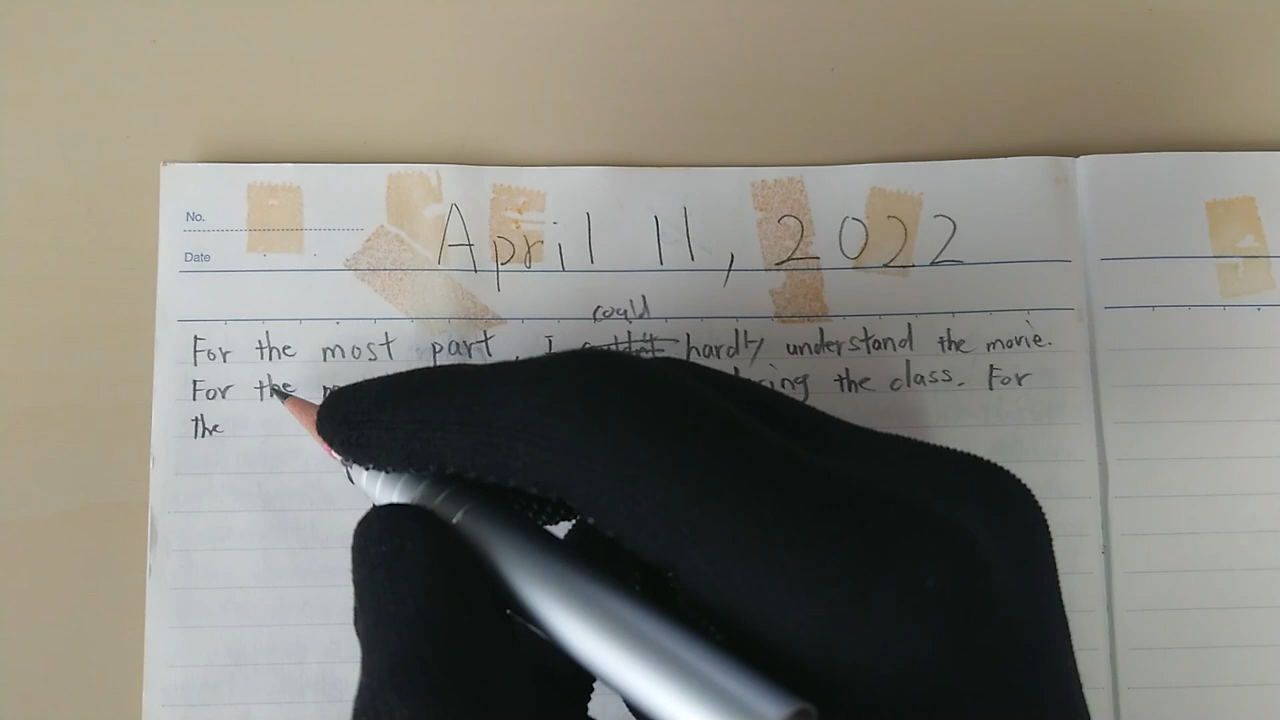 No.
Date
April 11, 2022
could
For the most part, I hardly understand the movie.
For the the class. For
the